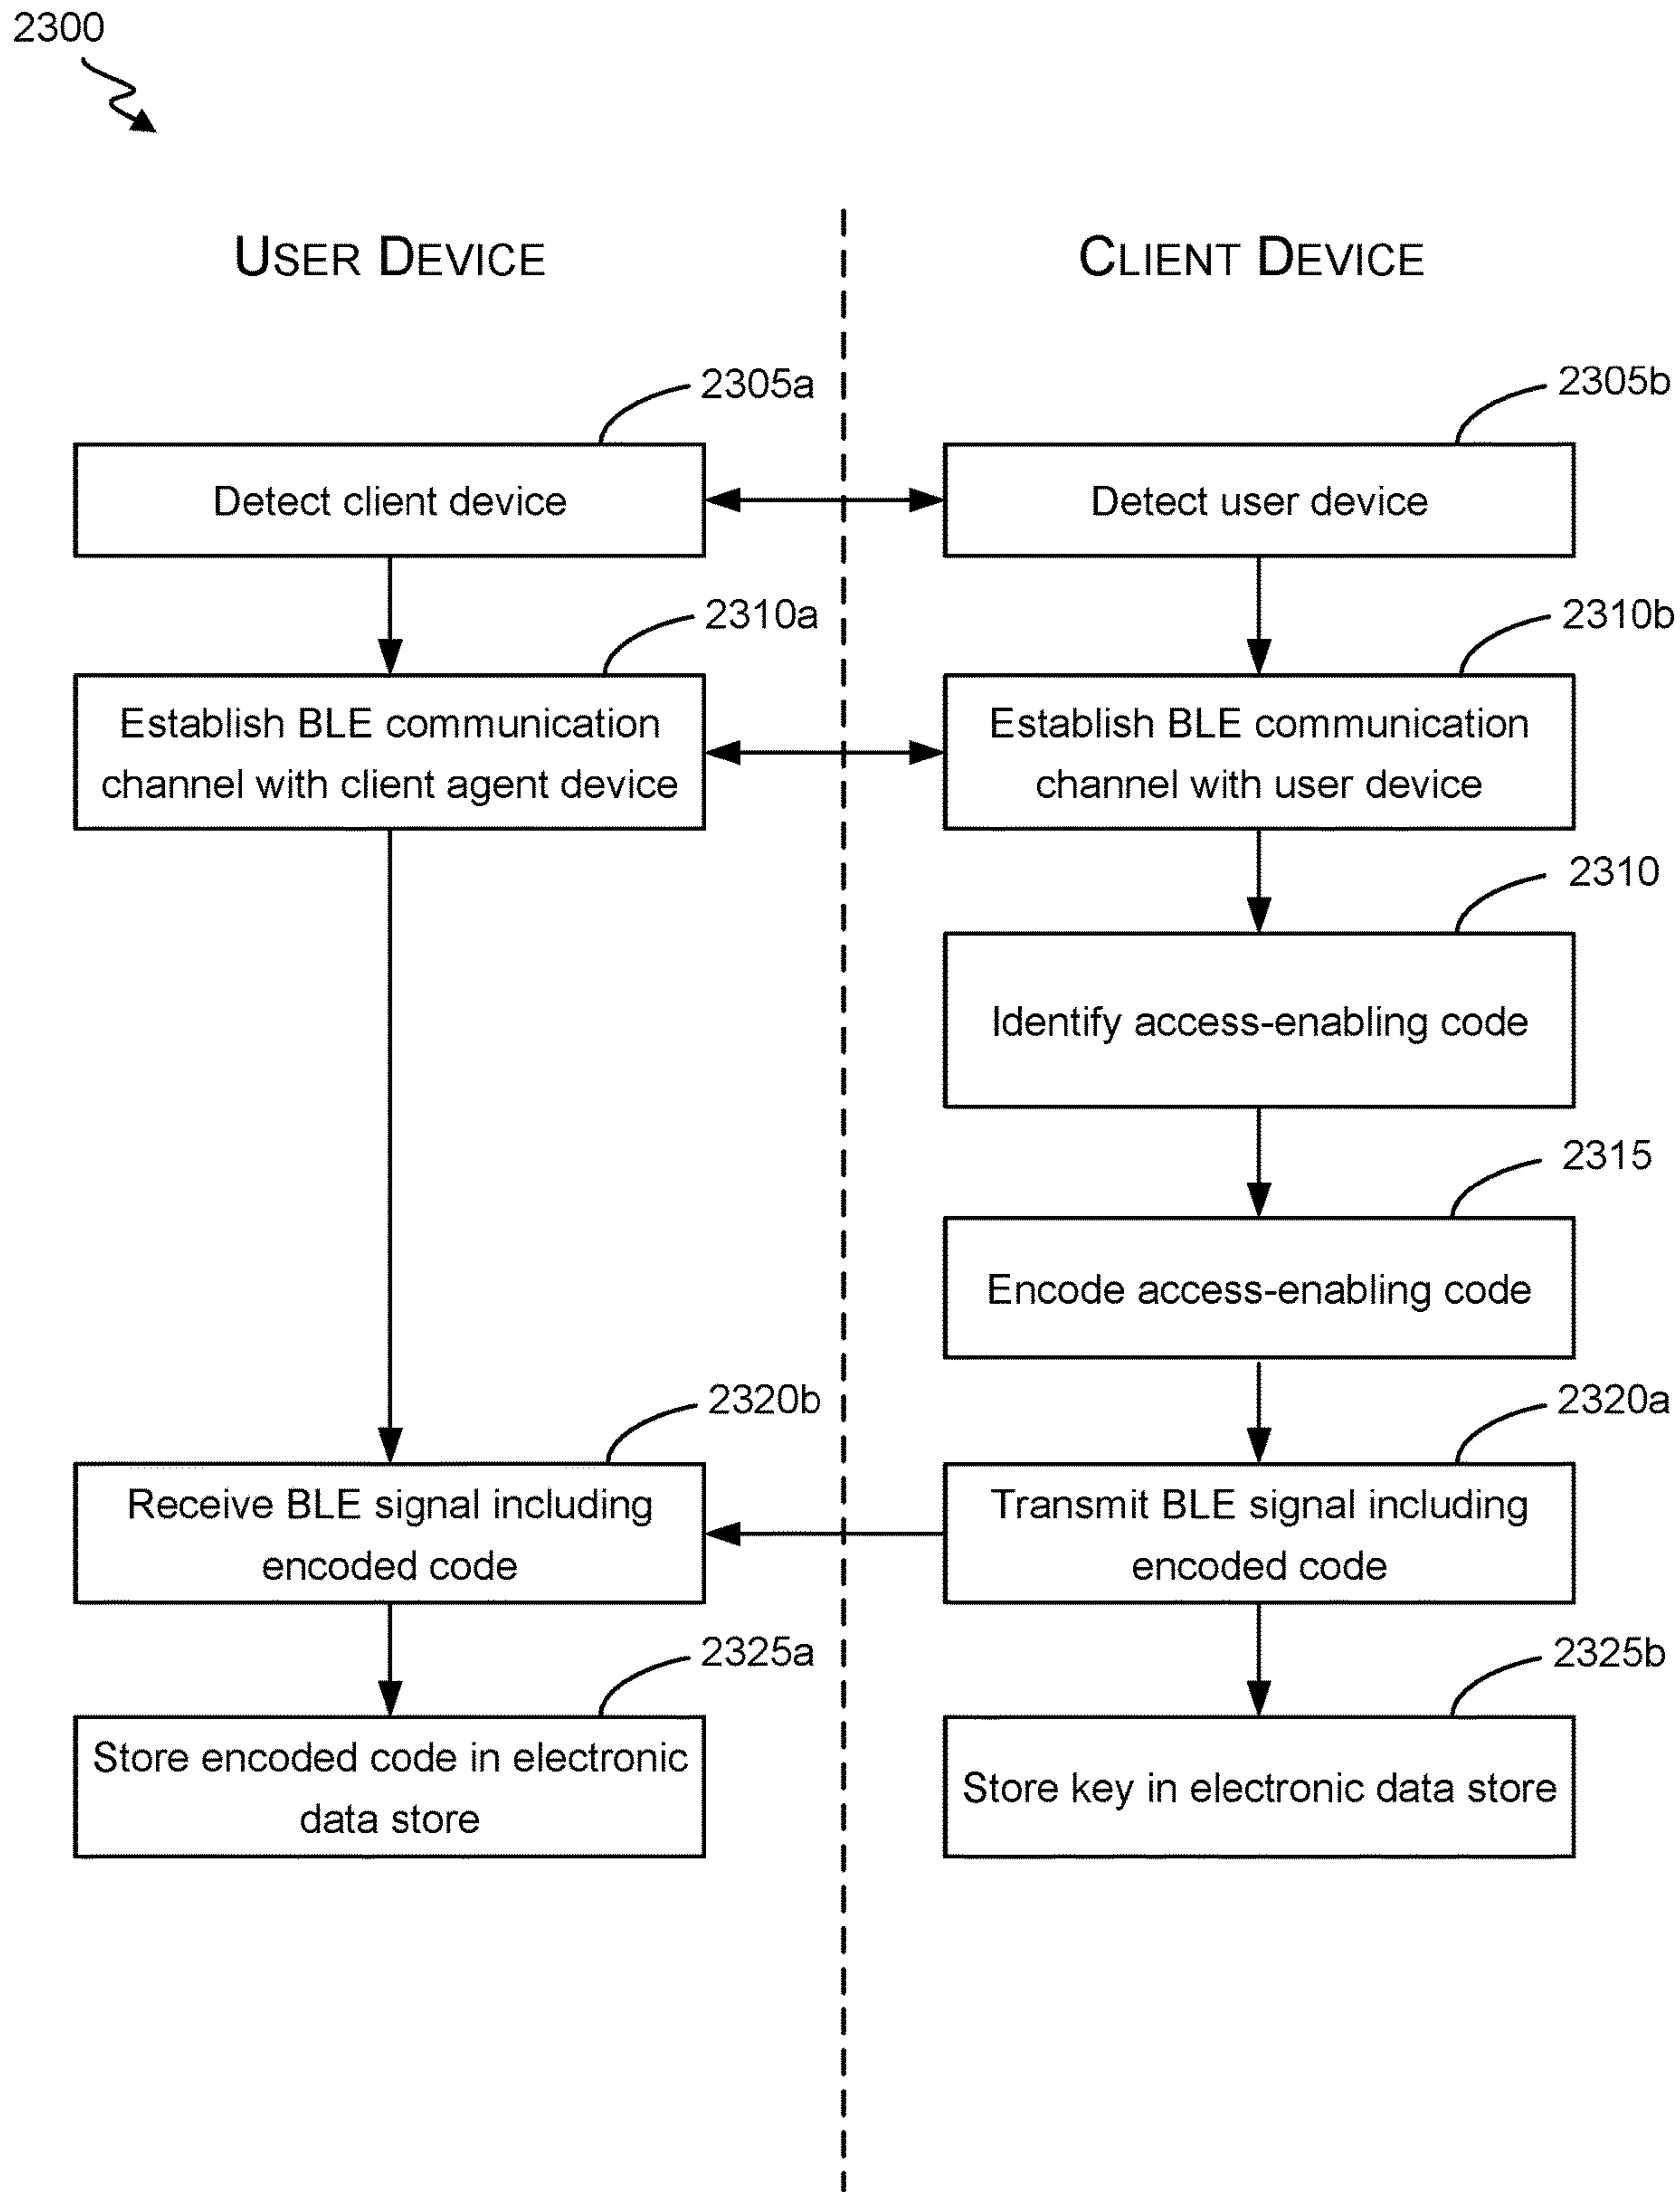 2300
USER DEVICE
CLIENT DEVICE
2305a
2305b
Detect client device
Detect user device
2310a
2310b
Establish BLE communication
channel with client agent device
Establish BLE communication
channel with user device
2310
Identify access-enabling code
2315
Encode access-enabling code
2320b
2320a
Receive BLE signal including
encoded code
Transmit BLE signal including
encoded code
2325a
2325b
Store encoded code in electronic
data store
Store key in electronic data store